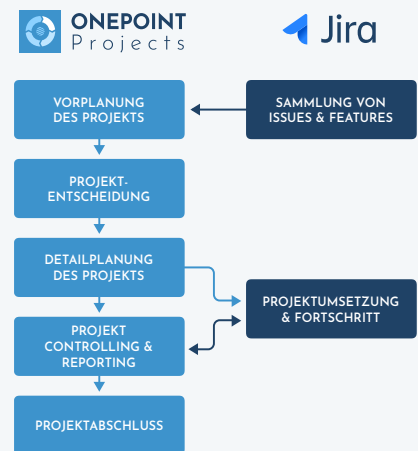 ONEPOINT
Projects
Jira
VORPLANUNG
DES PROJEKTS
SAMMLUNG VON
ISSUES & FEATURES
PROJEKT-
ENTSCHEIDUNG
DETAILPLANUNG
DES PROJEKTS
PROJEKTUMSETZUNG
& FORTSCHRITT
PROJEKT
CONTROLLING &
REPORTING
PROJEKTABSCHLUSS